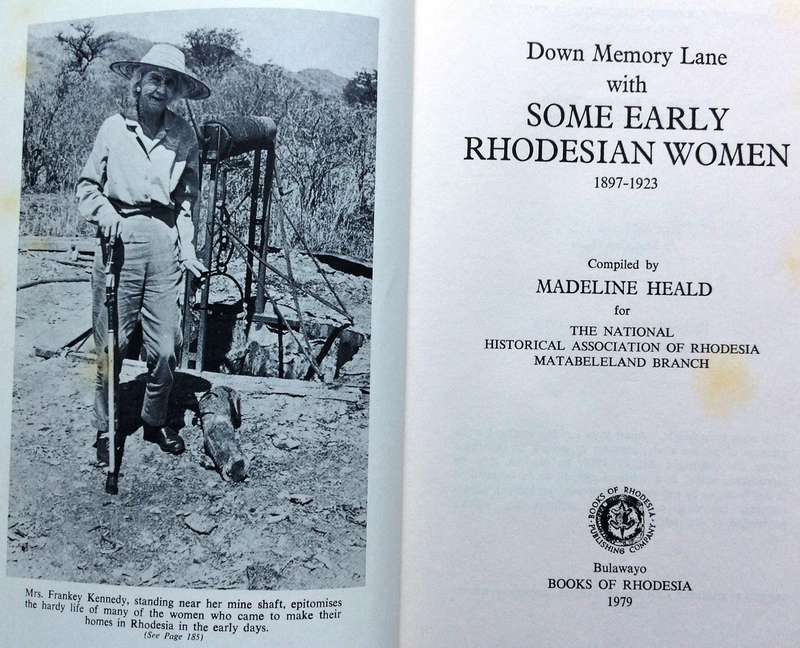 Mrs. Frankey Kennedy, standing near her mine shaft, epitomises
the hardy life of many of the women who came to make their
homes in Rhodesia in the early days.
(See Page 185)
Down Memory Lane
with
SOME EARLY
RHODESIAN WOMEN
1897-1923
Compiled by
MADELINE HEALD
for
THE NATIONAL
HISTORICAL ASSOCIATION OF RHODESIA
MATABELELAND BRANCH
BOOKS OF RHODESIA
PUBLISHING COMPANY
Bulawayo
BOOKS OF RHODESIA
1979